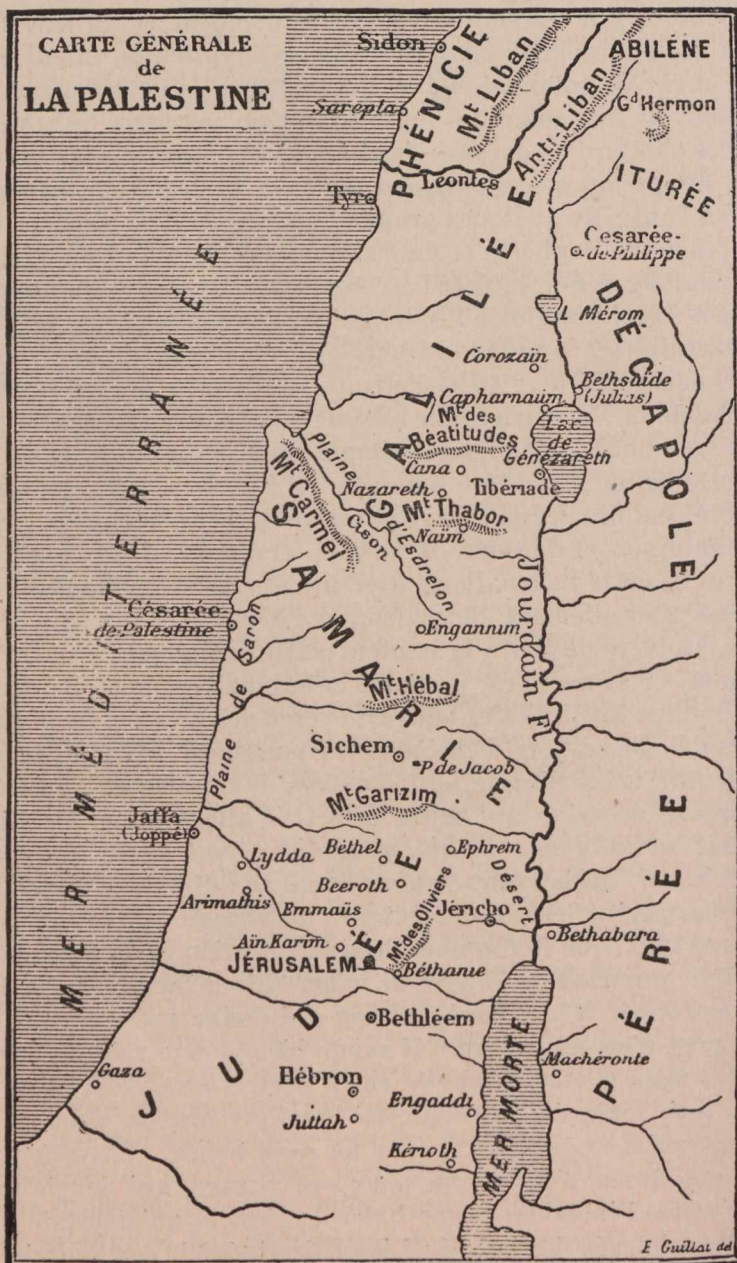 CARTE GÉNÉRALE
de
LA PALESTINE
Sidon
PHÉNICIE
Mt Liban
Anti-Liban
ABILÈNE
Gd Hermon
Sarepta
Léontes
ITURÉE
Tyr
Césarée-
de-Philippe
GALILÉE
L. Mérom
DÉCAPOLE
Corozaïn
Bethsaïde
(Julias)
Capharnaüm
Mt des
Béatitudes
Lac
de
Génézareth
Cana
Tibériade
Nazareth
Mt Thabor
Naïm
Plaine
d'Esdrelon
Cison
Mt Carmel
MER MÉDITERRANÉE
SAMARIE
Jourdain Fl.
Césarée
de-Palestine
Engannim
Plaine de Saron
Mt Hébal
Sichem
P de Jacob
Mt Garizim
Jaffa
(Joppé)
Lydda
Béthel
Ephrem
Désert
PÉRÉE
Arimathis
Beeroth
Emmaüs
Mt des Oliviers
Jéricho
Aïn Karim
Bethabara
JÉRUSALEM
Béthanie
JUDÉE
Bethléem
MER MORTE
Machéronte
Gaza
Hébron
Engaddi
Juttah
Kérioth
E Guillot del